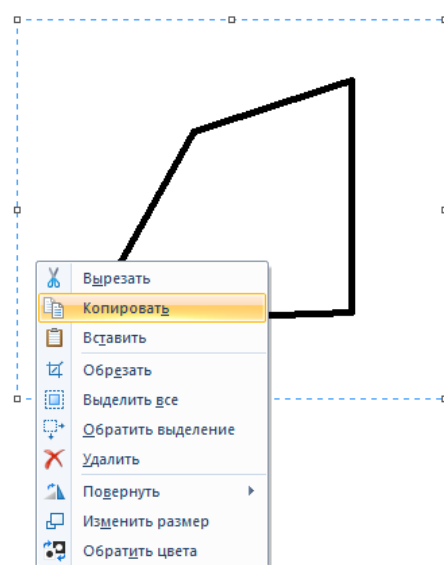 Вырезать
Копировать
Вставить
Обрезать
Выделить все
Обратить выделение
Удалить
Повернуть
Изменить размер
Обратить цвета